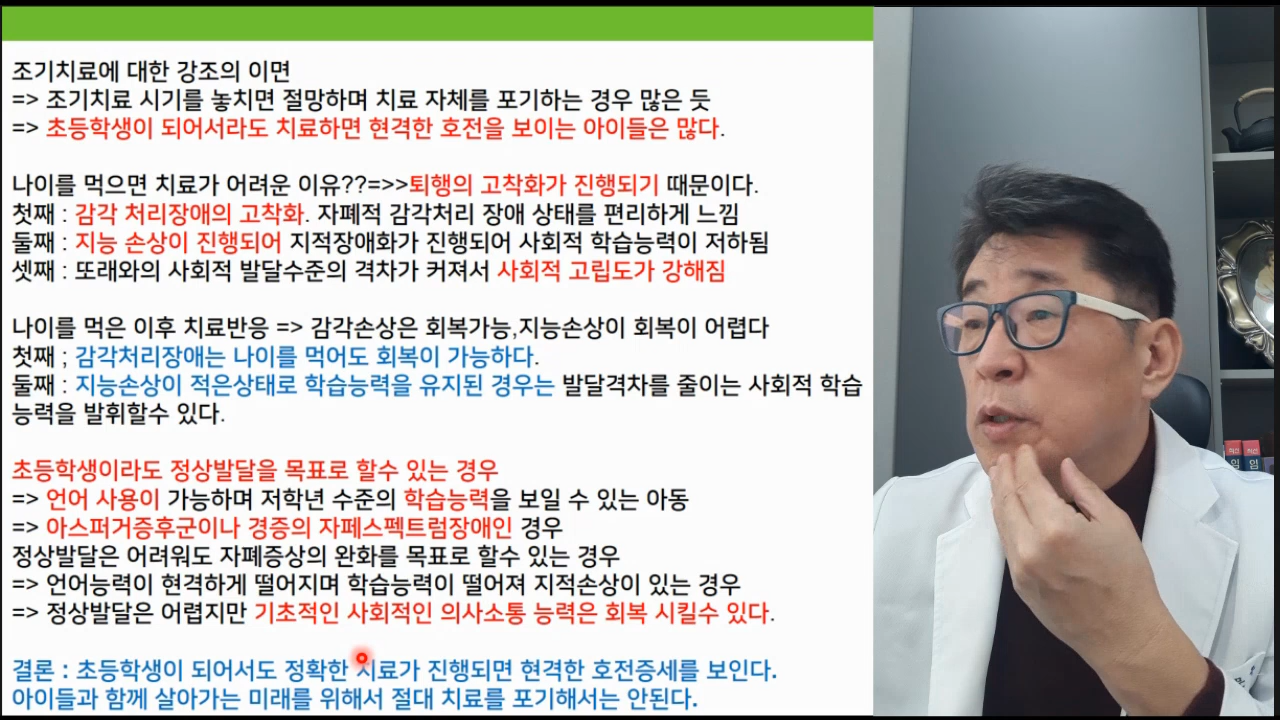 조기치료에 대한 강조의 이면
=> 조기치료 시기를 놓치면 절망하며 치료 자체를 포기하는 경우 많은 듯
=> 초등학생이 되어서라도 치료하면 현격한 호전을 보이는 아이들은 많다.
나이를 먹으면 치료가 어려운 이유??=>>퇴행의 고착화가 진행되기 때문이다.
첫째 : 감각 처리장애의 고착화. 자폐적 감각처리 장애 상태를 편리하게 느낌
둘째 : 지능 손상이 진행되어 지적장애화가 진행되어 사회적 학습능력이 저하됨
셋째 : 또래와의 사회적 발달수준의 격차가 커져서 사회적 고립도가 강해짐
나이를 먹은 이후 치료반응 => 감각손상은 회복가능,지능손상이 회복이 어렵다
첫째 ; 감각처리장애는 나이를 먹어도 회복이 가능하다.
둘째 : 지능손상이 적은상태로 학습능력을 유지된 경우는 발달격차를 줄이는 사회적 학습
능력을 발휘할수 있다.
초등학생이라도 정상발달을 목표로 할수 있는 경우
=> 언어 사용이 가능하며 저학년 수준의 학습능력을 보일 수 있는 아동
=> 아스퍼거증후군이나 경증의 자폐스펙트럼장애인 경우
정상발달은 어려워도 자폐증상의 완화를 목표로 할수 있는 경우
=> 언어능력이 현격하게 떨어지며 학습능력이 떨어져 지적손상이 있는 경우
=> 정상발달은 어렵지만 기초적인 사회적인 의사소통 능력은 회복 시킬수 있다.
결론 : 초등학생이 되어서도 정확한 치료가 진행되면 현격한 호전증세를 보인다.
아이들과 함께 살아가는 미래를 위해서 절대 치료를 포기해서는 안된다.